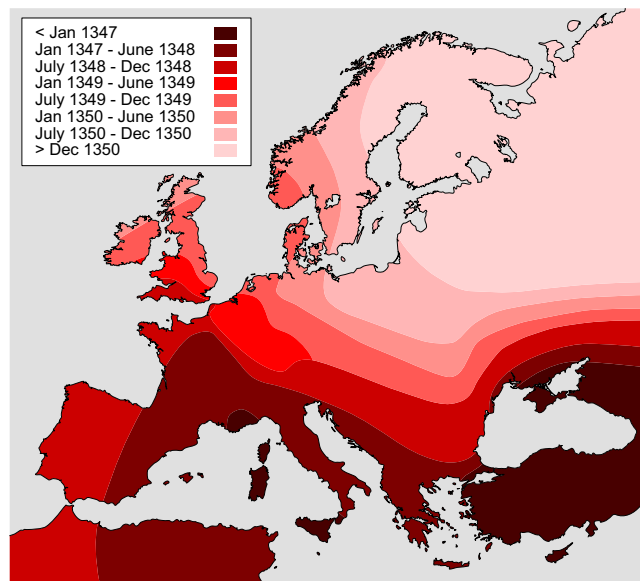 < Jan 1347
Jan 1347 - June 1348
July 1348 - Dec 1348
Jan 1349 - June 1349
July 1349 - Dec 1349
Jan 1350 - June 1350
July 1350 - Dec 1350
> Dec 1350